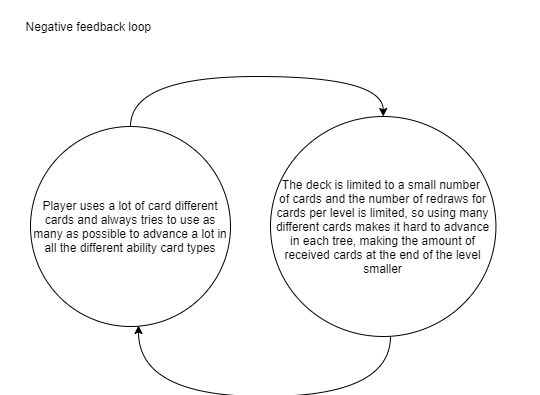 Negative feedback loop
Player uses a lot of card different
cards and always tries to use as
many as possible to advance a lot in
all the different ability card types
The deck is limited to a small number
of cards and the number of redraws for
cards per level is limited, so using many
different cards makes it hard to advance
in each tree, making the amount of
received cards at the end of the level
smaller